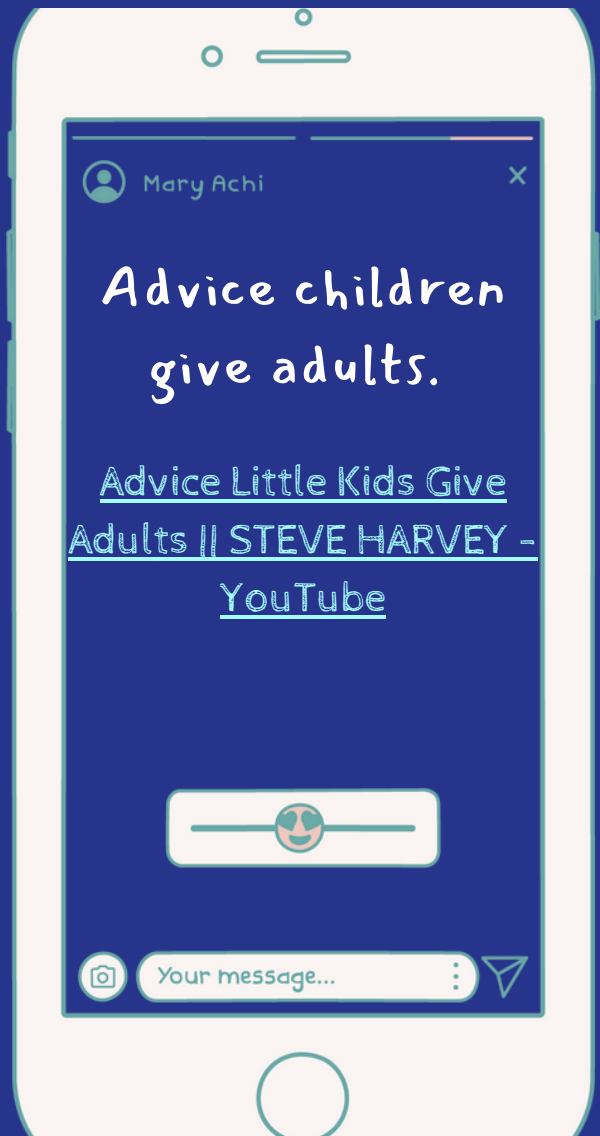 Mary Achi
Advice children
give adults.
Advice Little Kids Give
Adults || STEVE HARVEY -
YouTube
Your message...